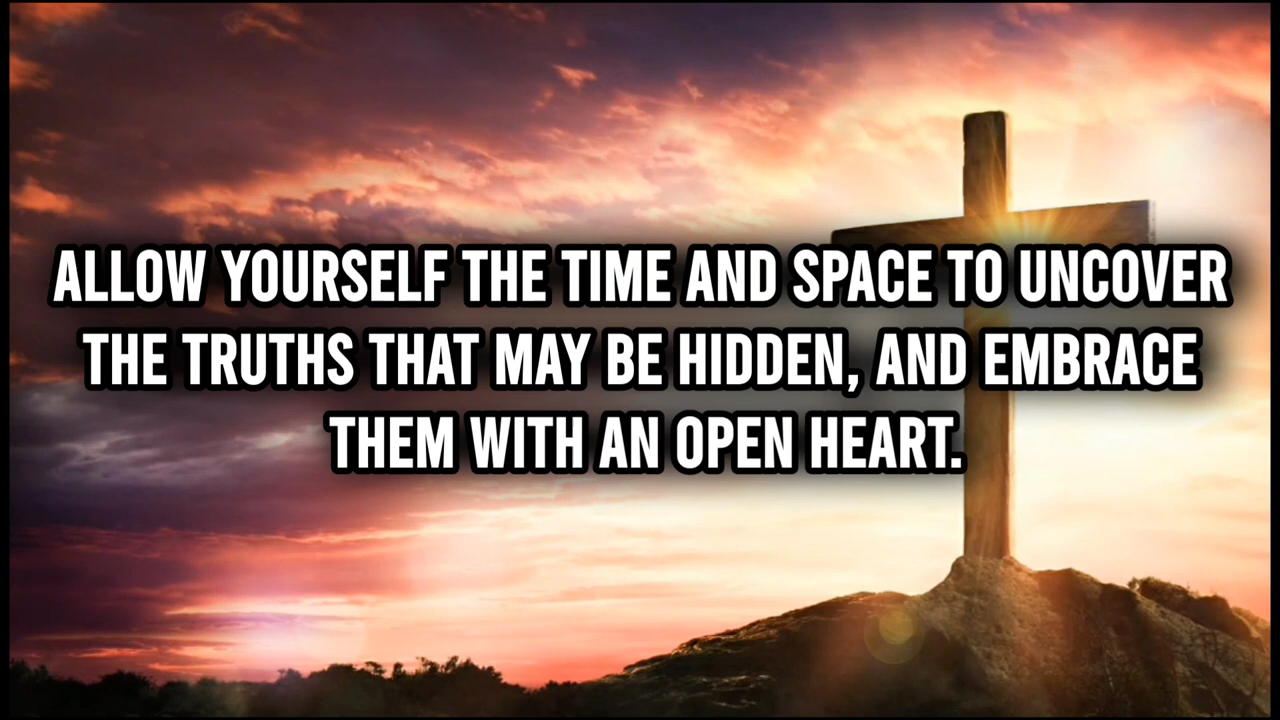 ALLOW YOURSELF THE TIME AND SPACE TO UNCOVER
THE TRUTHS THAT MAY BE HIDDEN, AND EMBRACE
THEM WITH AN OPEN HEART.